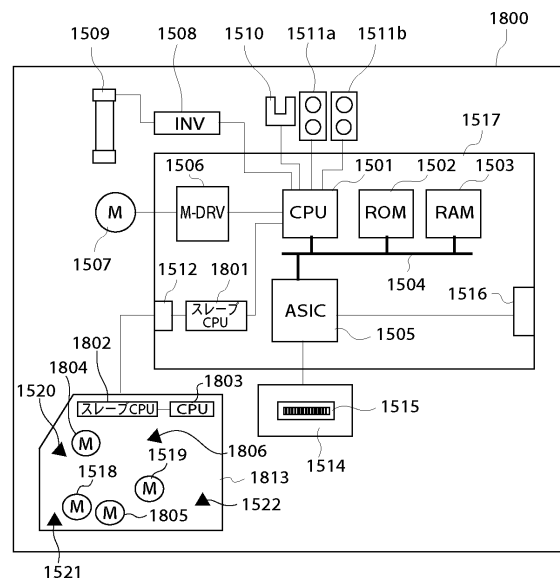 1509
1508
1510
1511a
1511b
1800
INV
1517
1506
1501
1502
1503
M
M-DRV
CPU
ROM
RAM
1507
1504
1512
1801
1516
スレーブ
CPU
ASIC
1505
1802
1804
1803
1520
スレーブCPU
CPU
1515
1514
M
1806
1518
1519
1813
M
M
M
1522
1805
1521